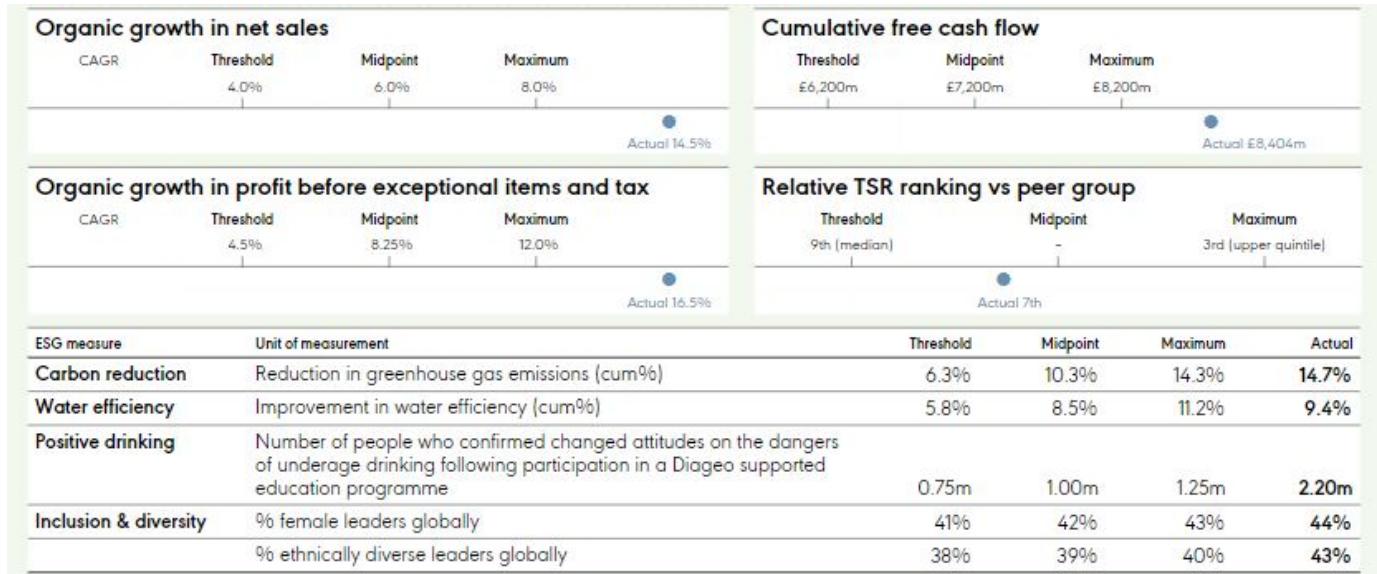 Organic growth in net sales
CAGR Threshold Midpoint Maximum
4.0% 6.0% 8.0%
Actual 14.5%
Cumulative free cash flow
Threshold Midpoint Maximum
£6,200m £7,200m £8,200m
Actual £8,404m
Organic growth in profit before exceptional items and tax
CAGR Threshold Midpoint Maximum
4.5% 8.25% 12.0%
Actual 16.5%
Relative TSR ranking vs peer group
Threshold Midpoint Maximum
9th (median) - 3rd (upper quintile)
Actual 7th
ESG measure Unit of measurement Threshold Midpoint Maximum Actual
Carbon reduction Reduction in greenhouse gas emissions (cum%) 6.3% 10.3% 14.3% 14.7%
Water efficiency Improvement in water efficiency (cum%) 5.8% 8.5% 11.2% 9.4%
Positive drinking Number of people who confirmed changed attitudes on the dangers
of underage drinking following participation in a Diageo supported
education programme 0.75m 1.00m 1.25m 2.20m
Inclusion & diversity % female leaders globally 41% 42% 43% 44%
% ethnically diverse leaders globally 38% 39% 40% 43%